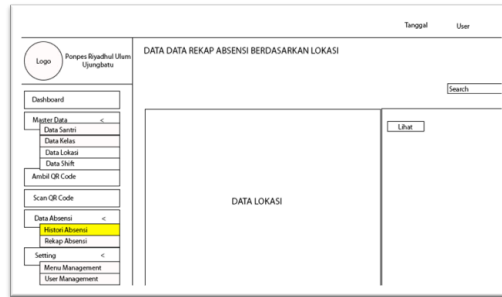 Tanggal User
Logo
Ponpes Riyadhul Ulum
Ujungbatu
DATA DATA REKAP ABSENSI BERDASARKAN LOKASI
Search
Dashboard
Master Data <
Data Santri
Data Kelas
Data Lokasi
Data Shift
Ambil QR Code
Scan QR Code
Data Absensi <
Histori Absensi
Rekap Absensi
Setting <
Menu Management
User Management
DATA LOKASI
Lihat